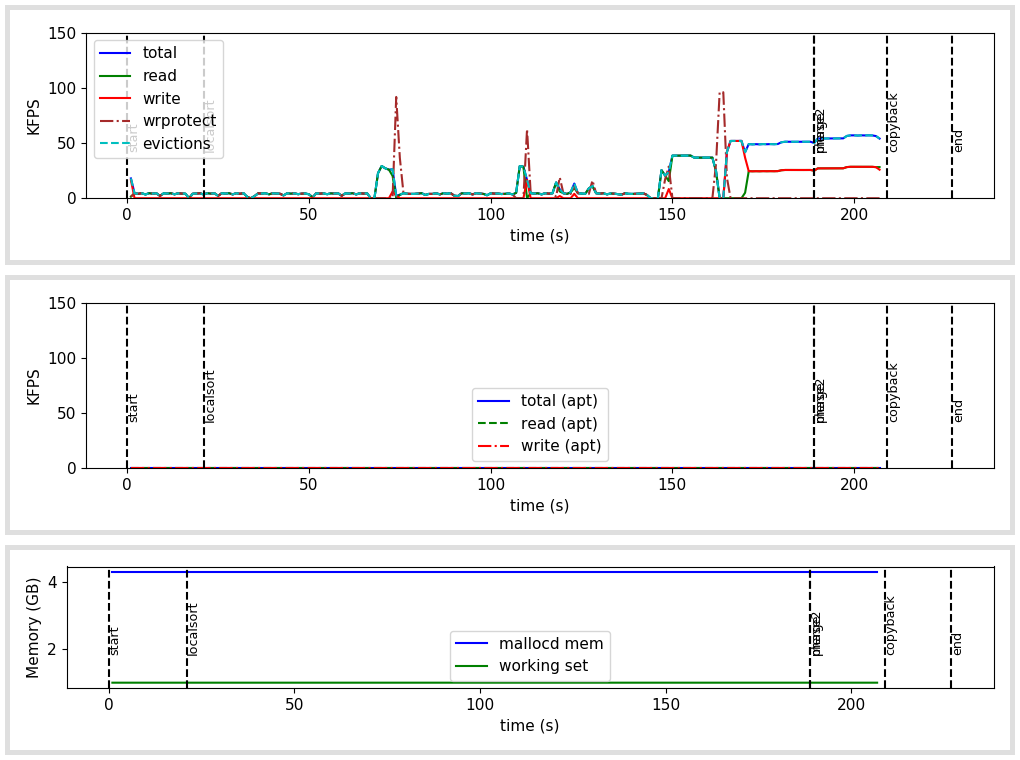 150
100
50
0
KFPS
total
read
write
wrprotect
evictions
start
localsort
copyback
end
0
50
100
150
200
time (s)
150
100
50
0
KFPS
start
localsort
total (apt)
read (apt)
write (apt)
copyback
end
0
50
100
150
200
time (s)
4
2
Memory (GB)
start
localsort
mallocd mem
working set
copyback
end
0
50
100
150
200
time (s)